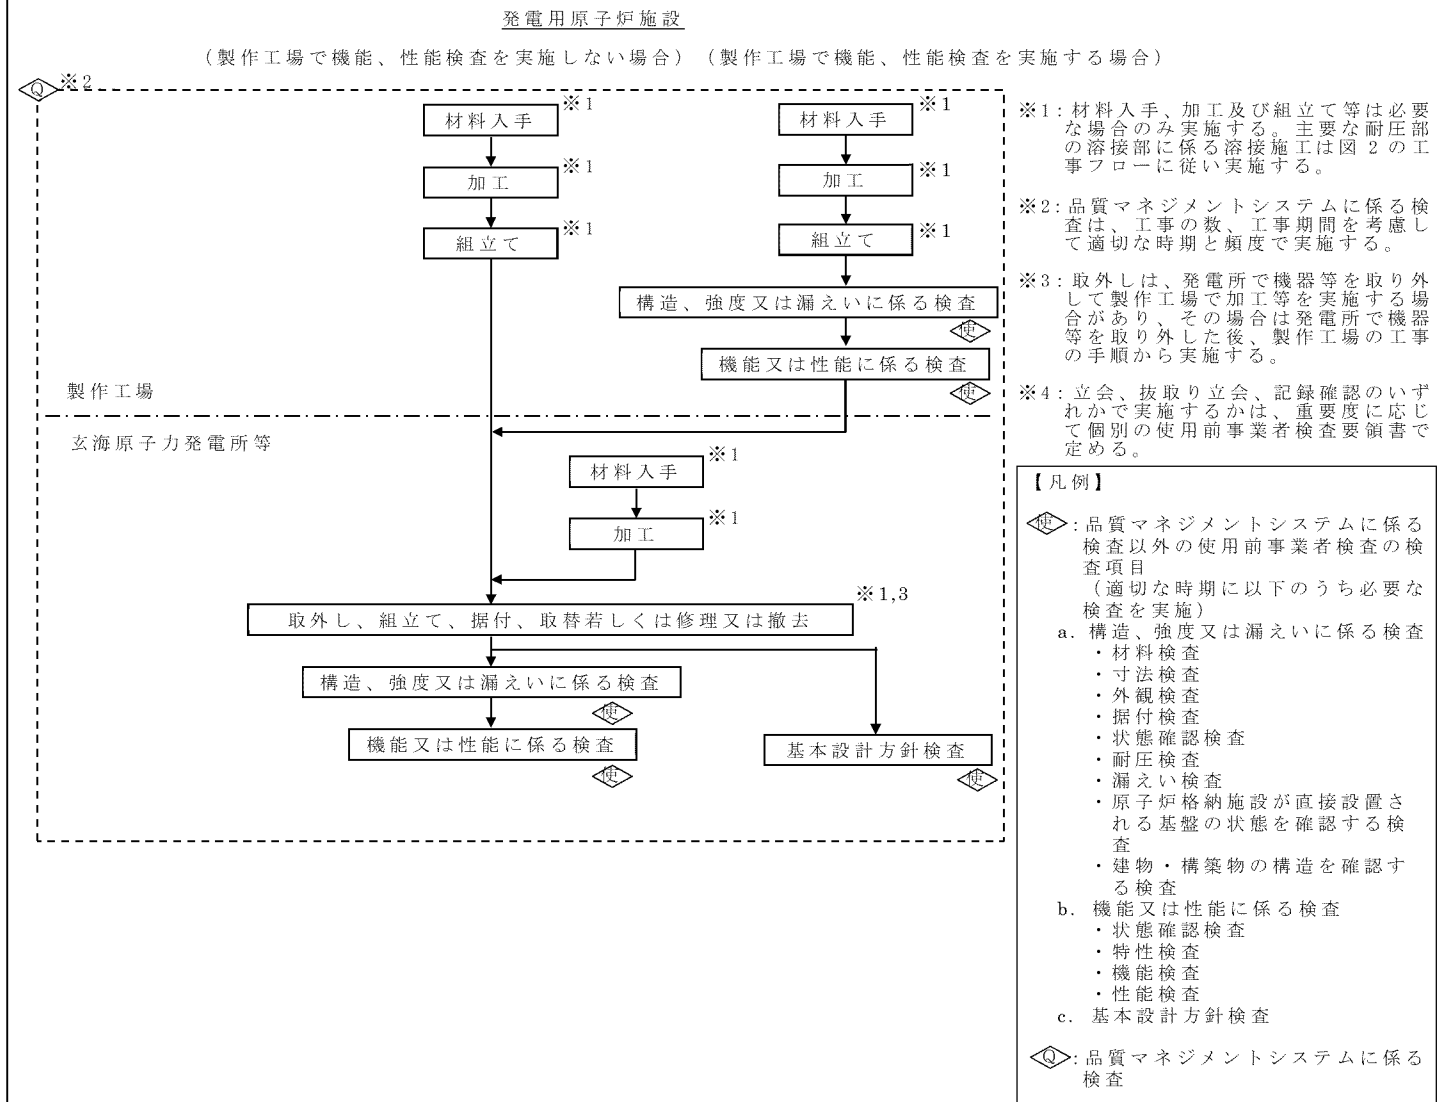 発電用原子炉施設
（製作工場で機能、性能検査を実施しない場合）（製作工場で機能、性能検査を実施する場合）
Q ※2
材料入手 ※1
加工 ※1
組立て ※1
材料入手 ※1
加工 ※1
組立て ※1
構造、強度又は漏えいに係る検査
使
機能又は性能に係る検査
使
製作工場
玄海原子力発電所等
材料入手 ※1
加工 ※1
※1,3
取外し、組立て、据付、取替若しくは修理又は撤去
構造、強度又は漏えいに係る検査
使
機能又は性能に係る検査
使
基本設計方針検査
使
※1：材料入手、加工及び組立て等は必要
な場合のみ実施する。主要な耐圧部
の溶接部に係る溶接施工は図2の工
事フローに従い実施する。
※2：品質マネジメントシステムに係る検
査は、工事の数、工事期間を考慮し
て適切な時期と頻度で実施する。
※3：取外しは、発電所で機器等を取り外
して製作工場で加工等を実施する場
合があり、その場合は発電所で機器
等を取り外した後、製作工場の工事
の手順から実施する。
※4：立会、抜取り立会、記録確認のいず
れかで実施するかは、重要度に応じ
て個別の使用前事業者検査要領書で
定める。
【凡例】
使：品質マネジメントシステムに係る
検査以外の使用前事業者検査の検
査項目
（適切な時期に以下のうち必要な
検査を実施）
a. 構造、強度又は漏えいに係る検査
・材料検査
・寸法検査
・外観検査
・据付検査
・状態確認検査
・耐圧検査
・漏えい検査
・原子炉格納施設が直接設置さ
れる基盤の状態を確認する検
査
・建物・構築物の構造を確認す
る検査
b. 機能又は性能に係る検査
・状態確認検査
・特性検査
・機能検査
・性能検査
c. 基本設計方針検査
Q：品質マネジメントシステムに係る
検査